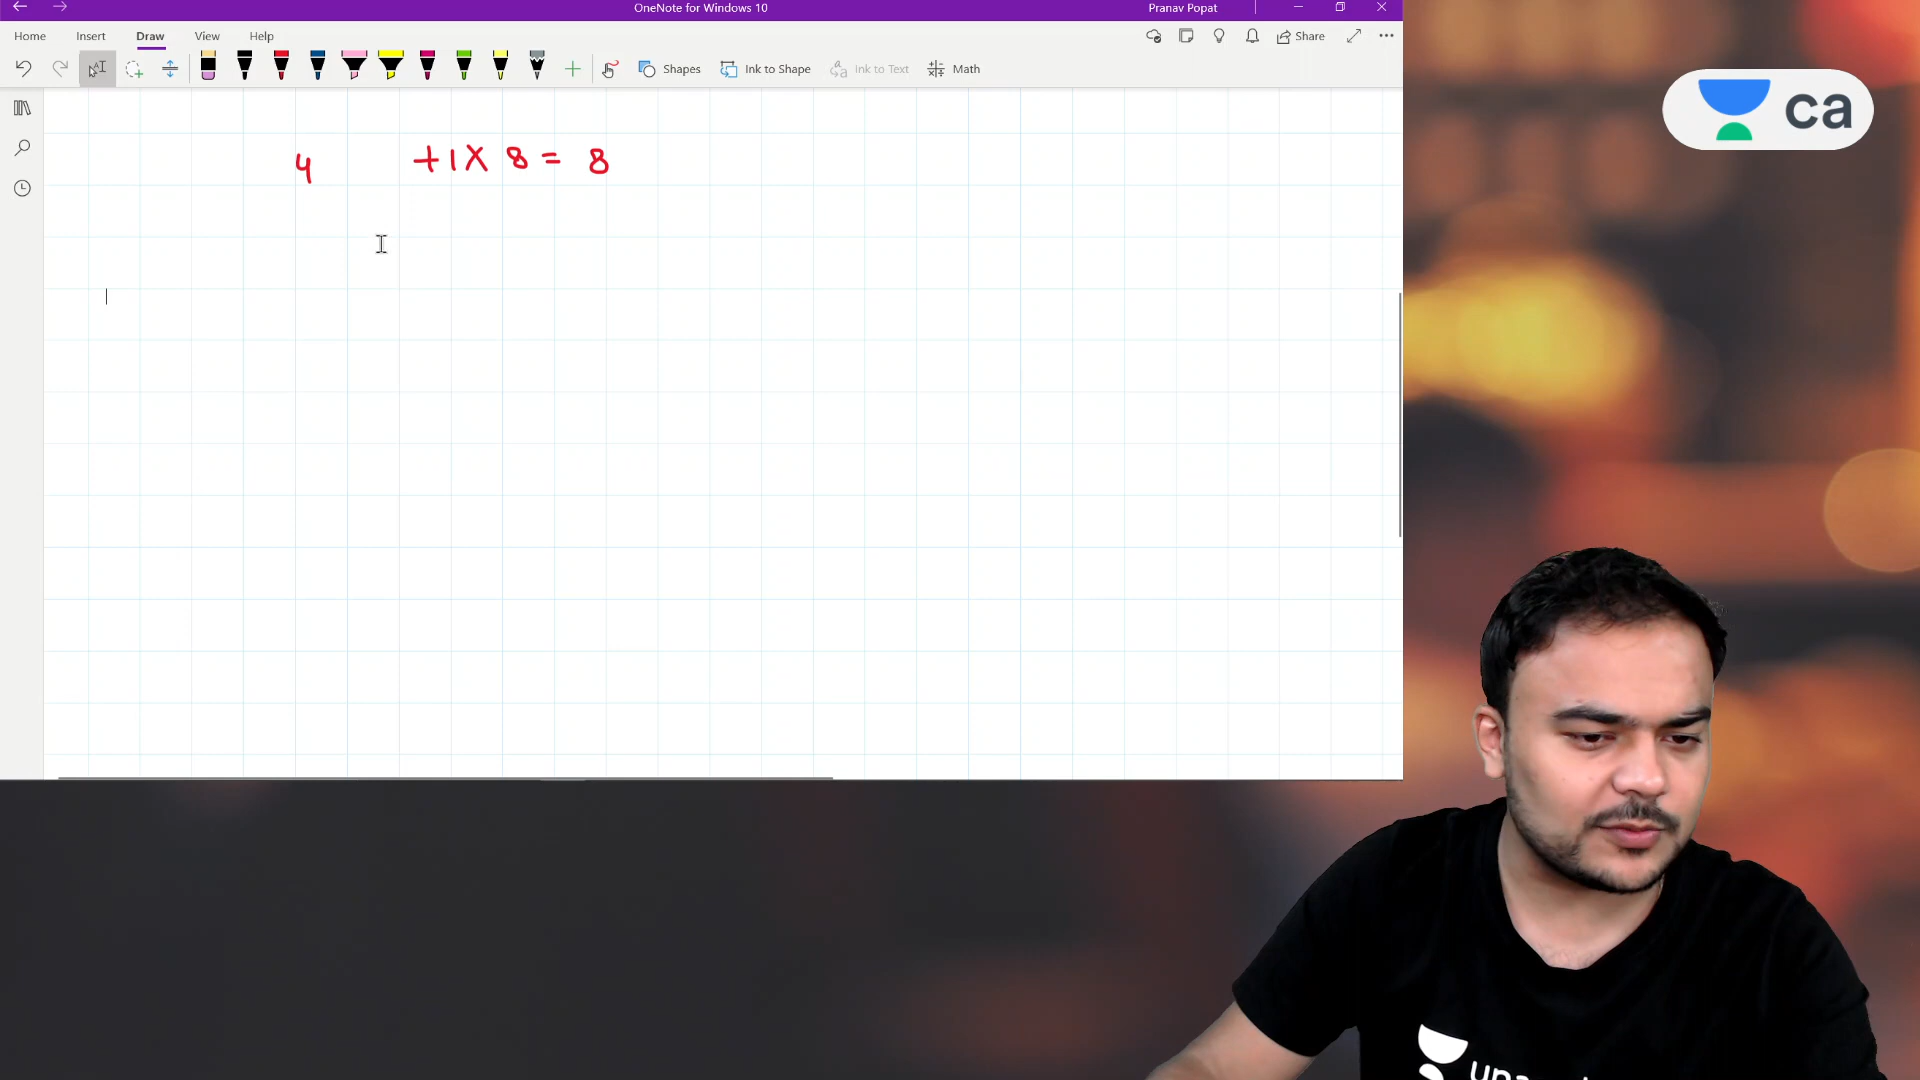 OneNote for Windows 10
Pranav Popat
Home Insert Draw View Help
Share
Shapes Ink to Shape Ink to Text Math
ca
4 +1 X 8 = 8